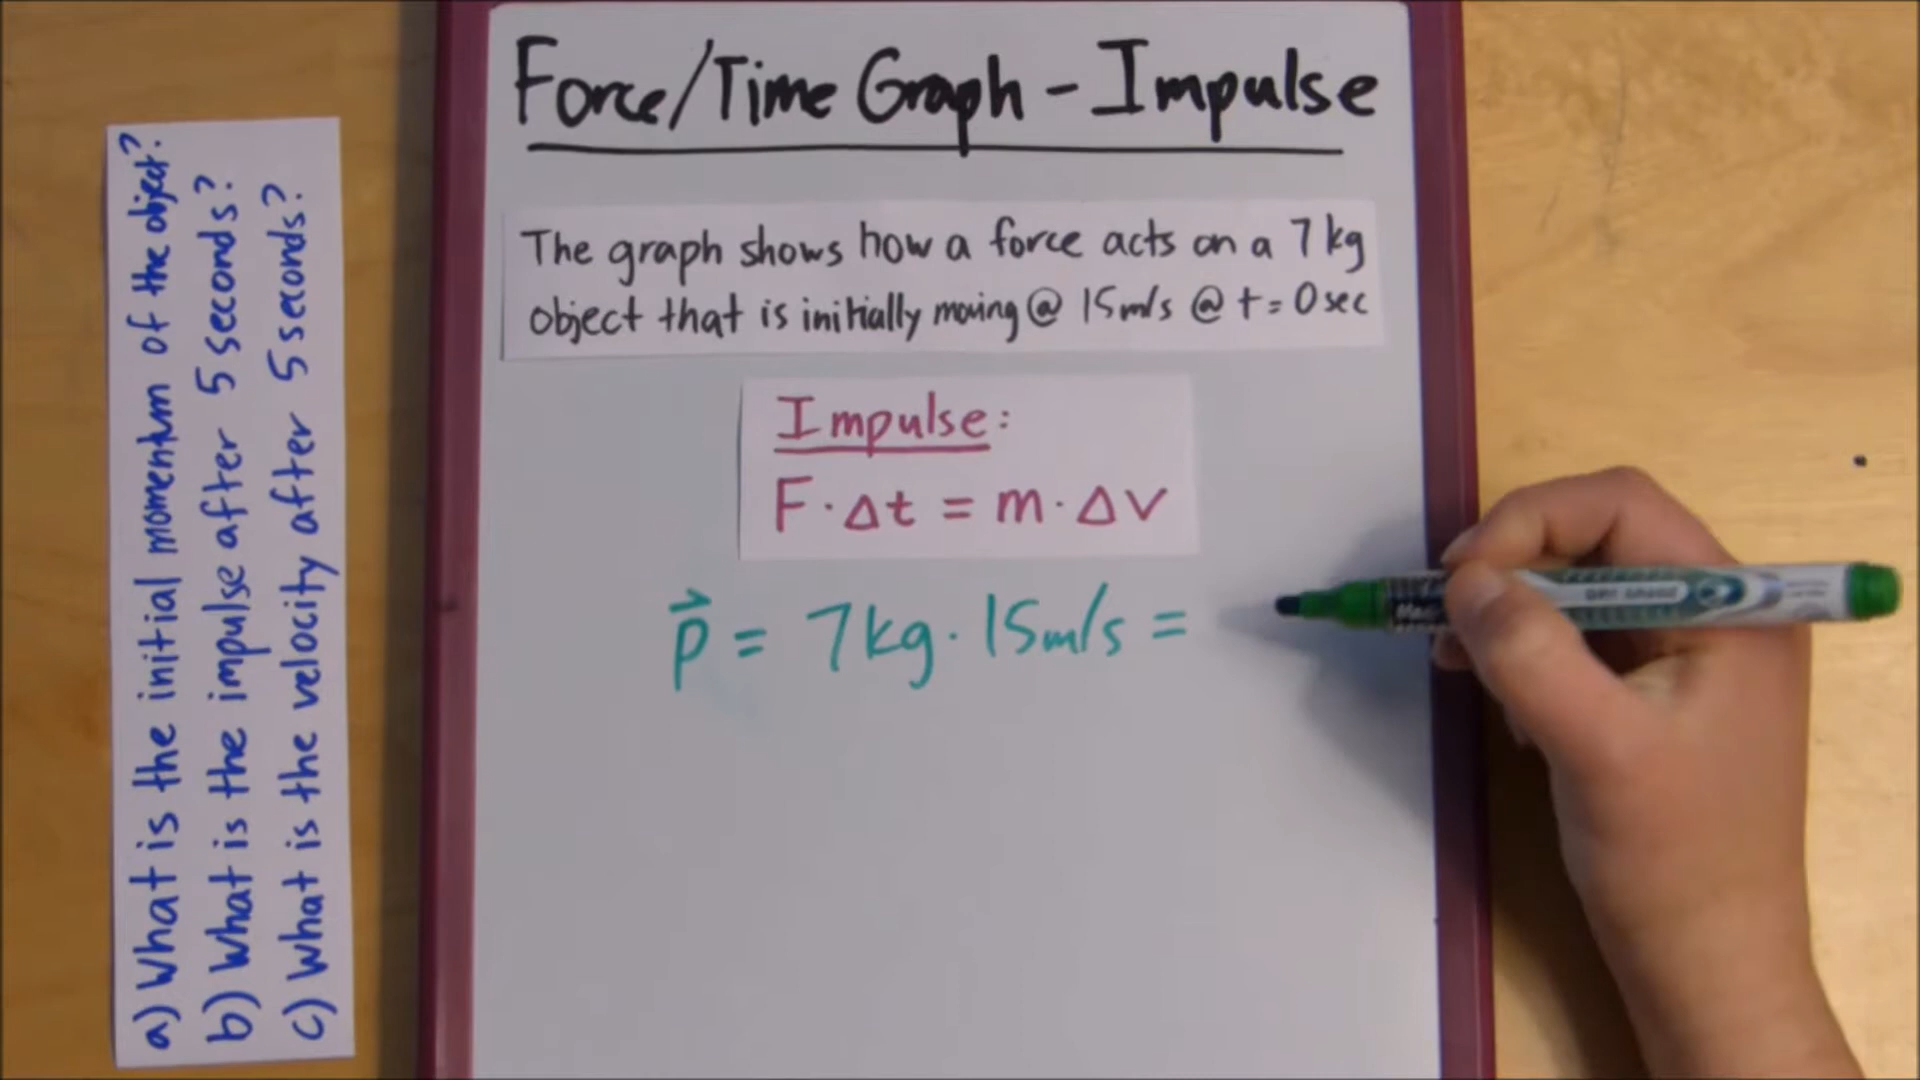 Force/Time Graph - Impulse
The graph shows how a force acts on a 7 kg
object that is initially moving @ 15m/s @ t = 0 sec
Impulse:
F · Δt = m · Δv
p⃗ = 7kg · 15m/s =
a) What is the initial momentum of the object?
b) What is the impulse after 5 seconds?
c) What is the velocity after 5 seconds?